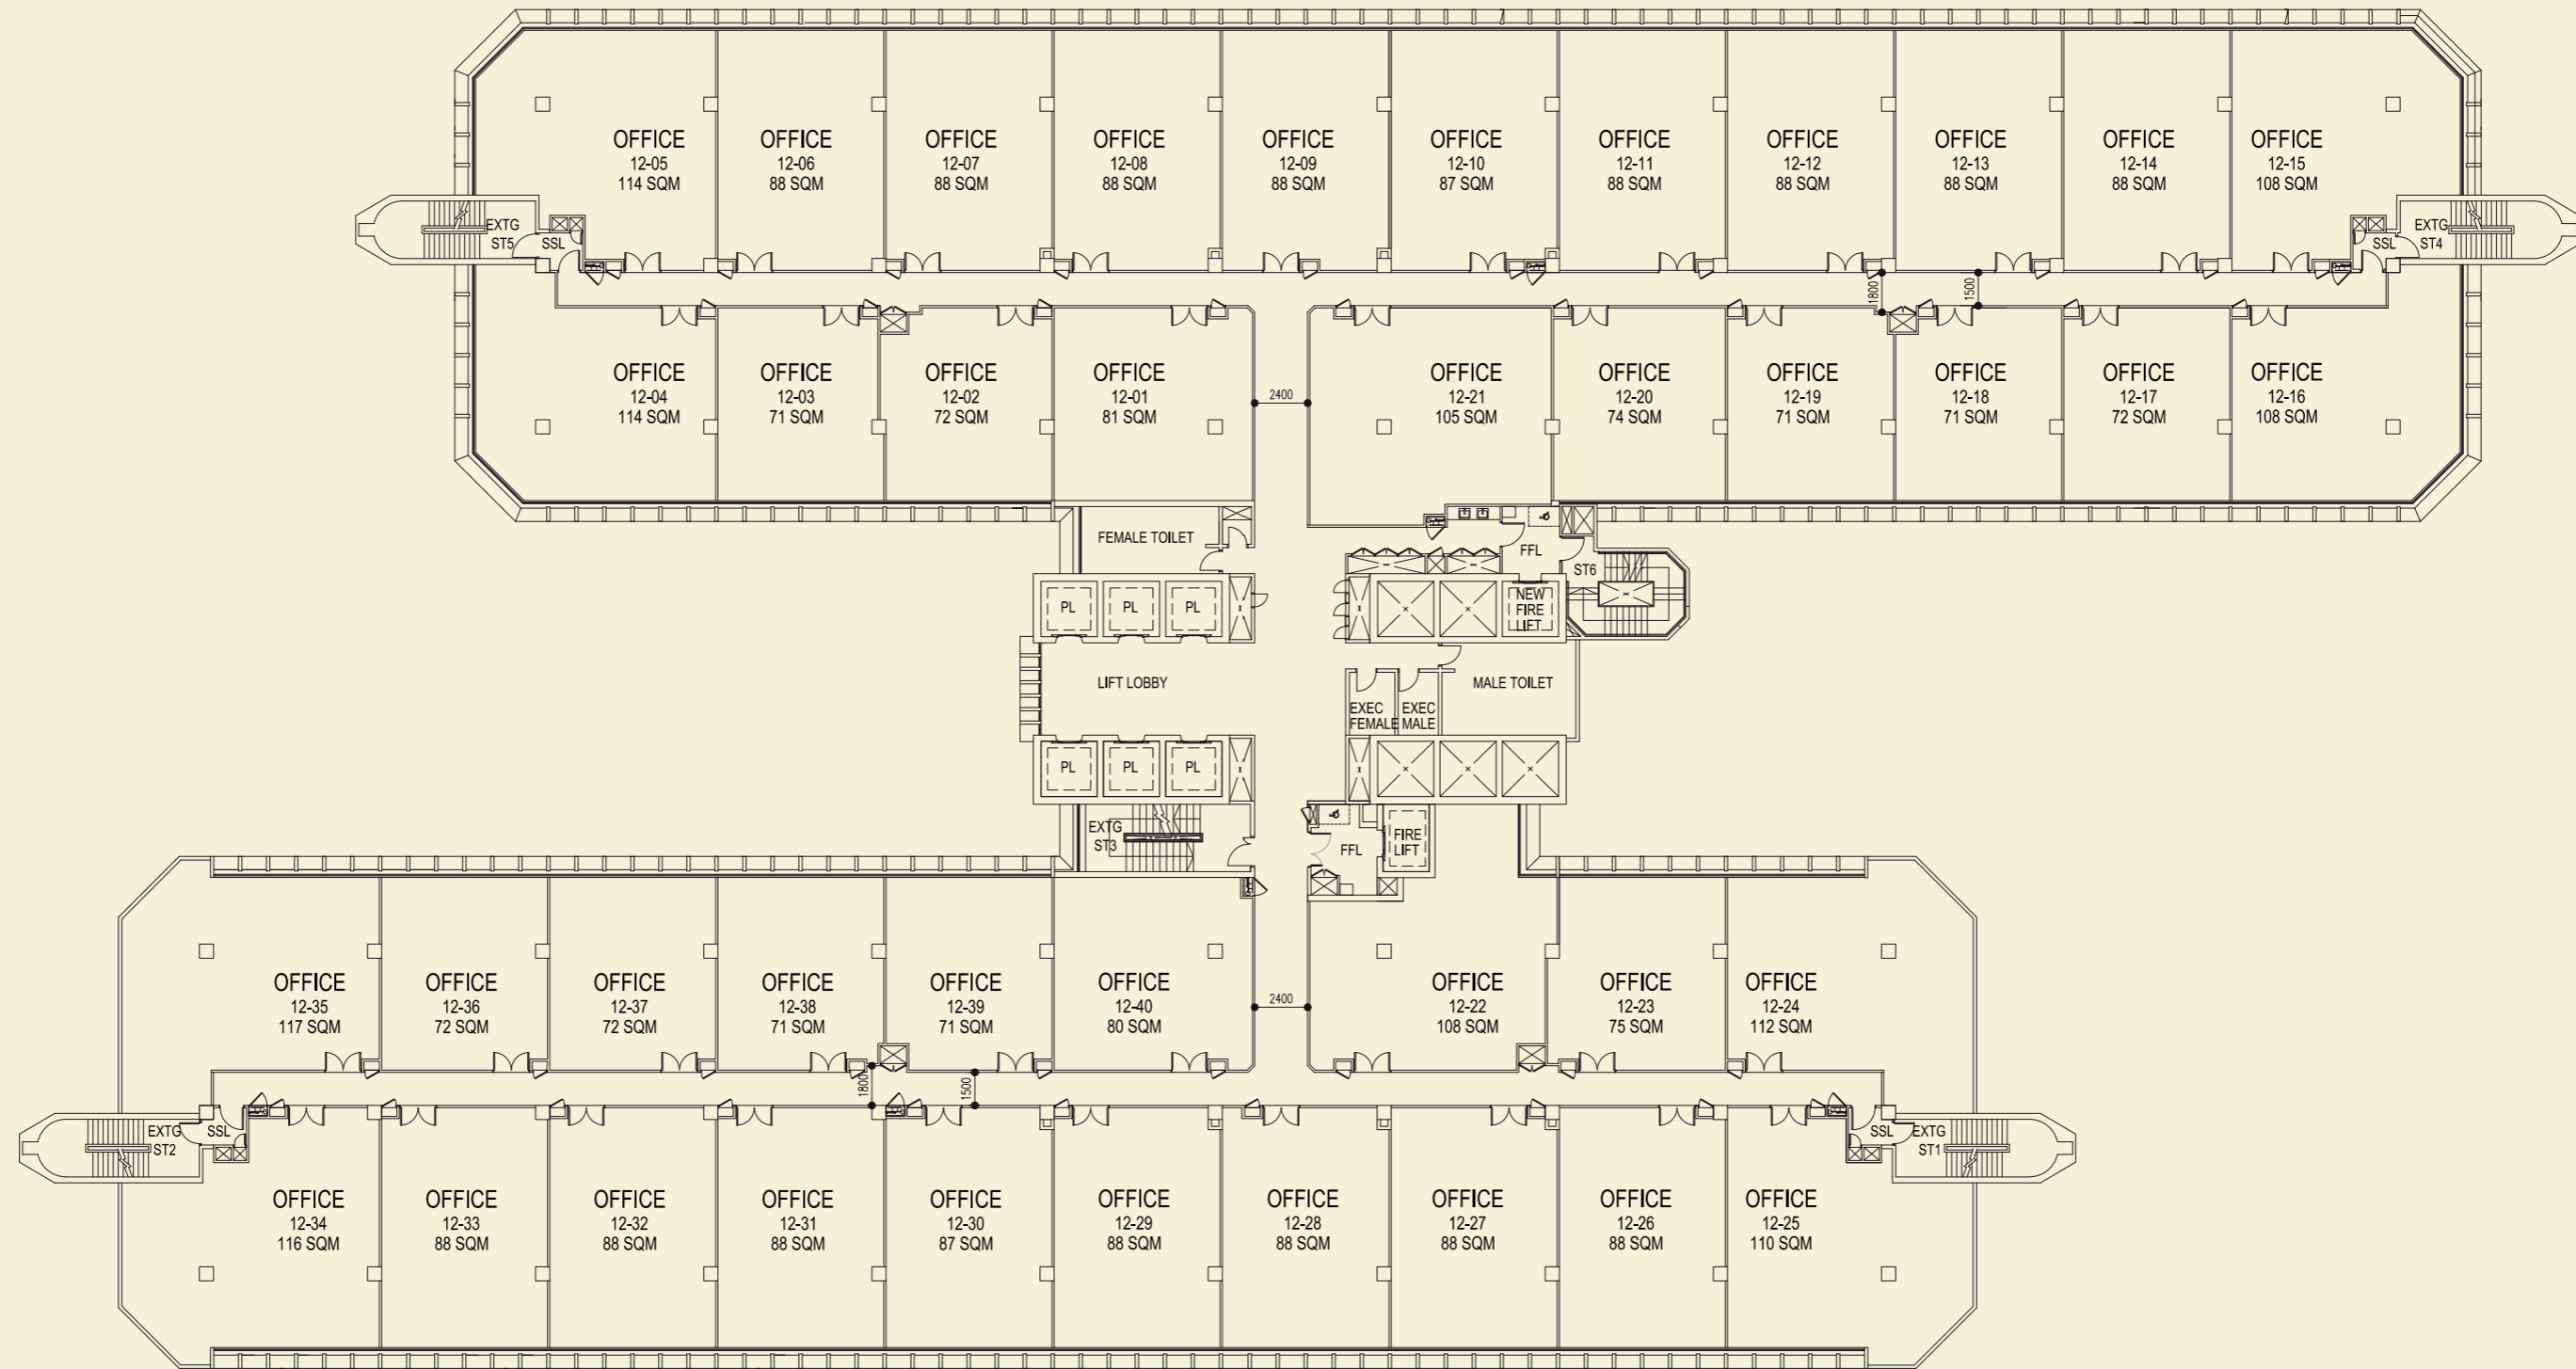 OFFICE
12-05
114 SQM
OFFICE
12-06
88 SQM
OFFICE
12-07
88 SQM
OFFICE
12-08
88 SQM
OFFICE
12-09
88 SQM
OFFICE
12-10
87 SQM
OFFICE
12-11
88 SQM
OFFICE
12-12
88 SQM
OFFICE
12-13
88 SQM
OFFICE
12-14
88 SQM
OFFICE
12-15
108 SQM
EXTG
ST5
SSL
EXTG
ST4
SSL
1800
1500
OFFICE
12-04
114 SQM
OFFICE
12-03
71 SQM
OFFICE
12-02
72 SQM
OFFICE
12-01
81 SQM
2400
OFFICE
12-21
105 SQM
OFFICE
12-20
74 SQM
OFFICE
12-19
71 SQM
OFFICE
12-18
71 SQM
OFFICE
12-17
72 SQM
OFFICE
12-16
108 SQM
FEMALE TOILET
FFL
ST6
PL
PL
PL
NEW
FIRE
LIFT
LIFT LOBBY
EXEC
FEMALE
EXEC
MALE
MALE TOILET
PL
PL
PL
EXTG
ST3
FFL
FIRE
LIFT
OFFICE
12-35
117 SQM
OFFICE
12-36
72 SQM
OFFICE
12-37
72 SQM
OFFICE
12-38
71 SQM
OFFICE
12-39
71 SQM
OFFICE
12-40
80 SQM
2400
OFFICE
12-22
108 SQM
OFFICE
12-23
75 SQM
OFFICE
12-24
112 SQM
1800
1500
EXTG
ST2
SSL
SSL
EXTG
ST1
OFFICE
12-34
116 SQM
OFFICE
12-33
88 SQM
OFFICE
12-32
88 SQM
OFFICE
12-31
88 SQM
OFFICE
12-30
87 SQM
OFFICE
12-29
88 SQM
OFFICE
12-28
88 SQM
OFFICE
12-27
88 SQM
OFFICE
12-26
88 SQM
OFFICE
12-25
110 SQM